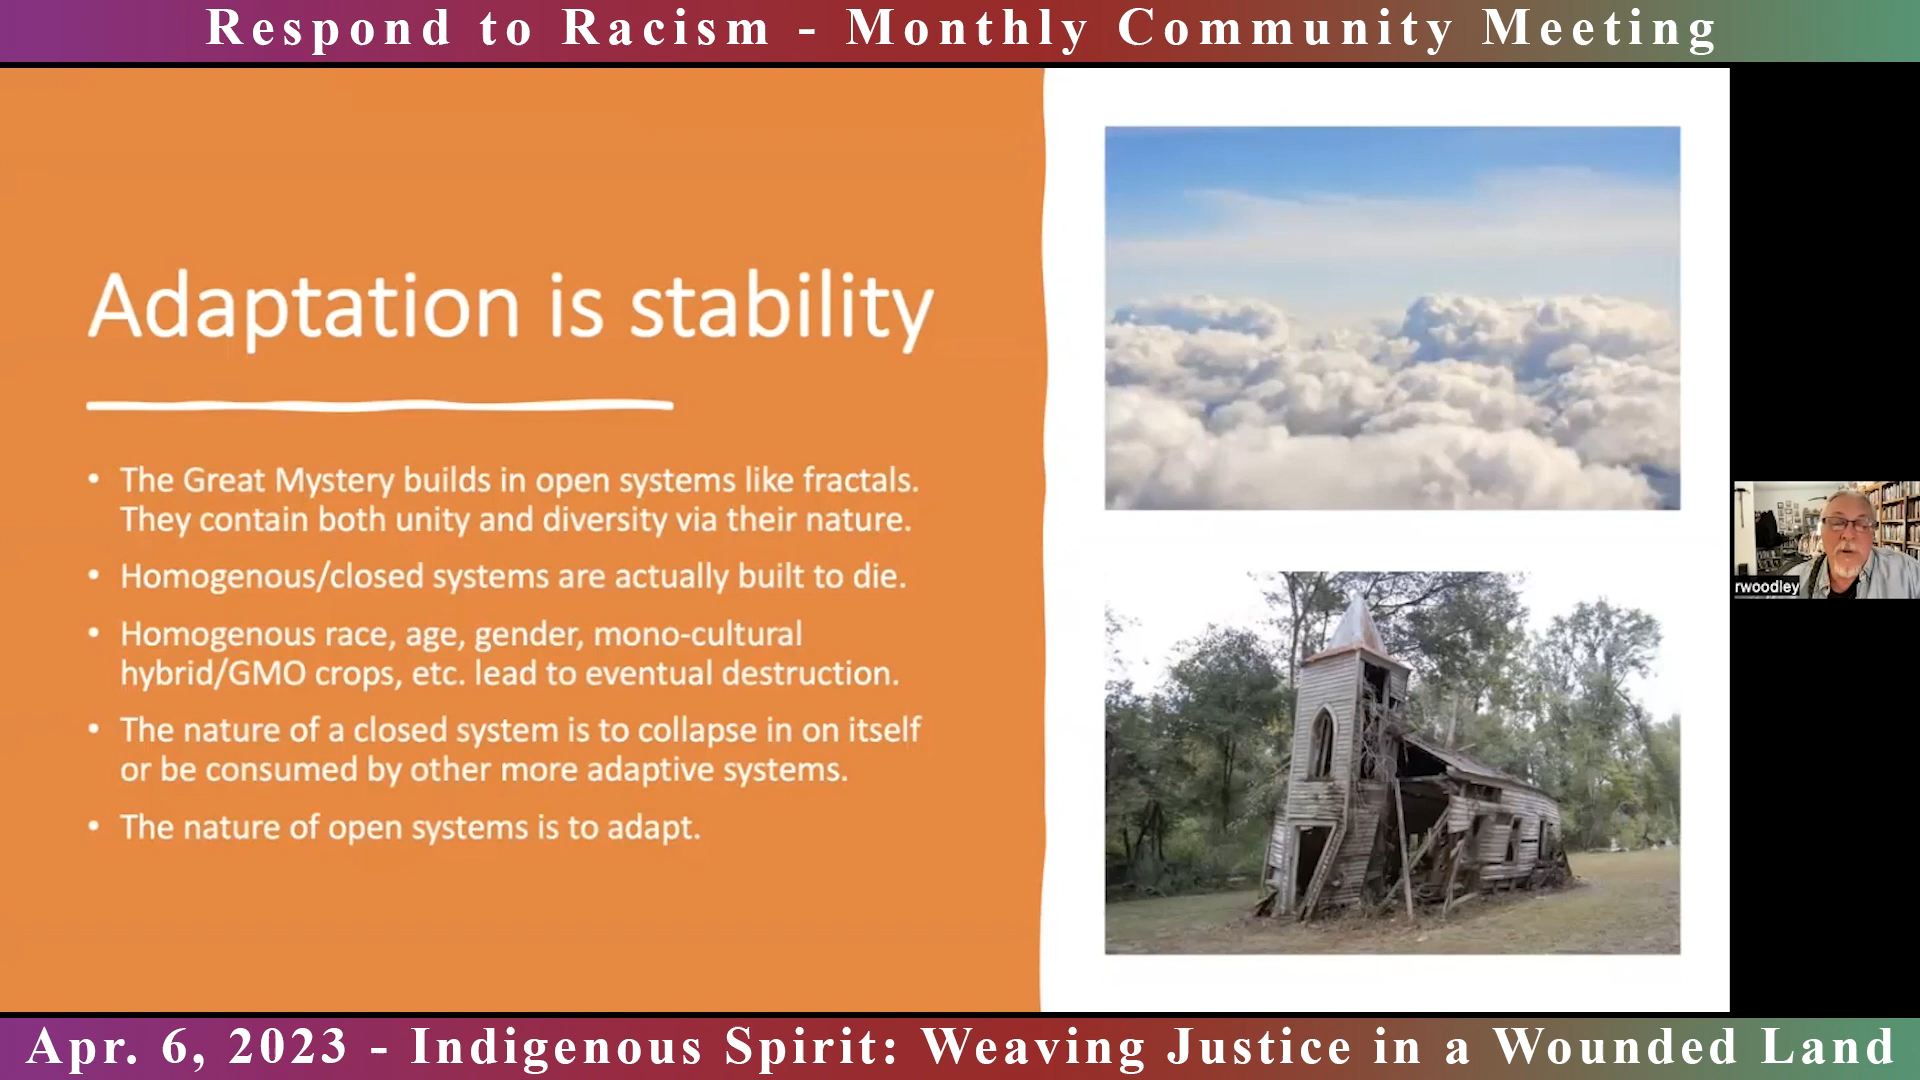 Respond to Racism - Monthly Community Meeting
Adaptation is stability
• The Great Mystery builds in open systems like fractals.
They contain both unity and diversity via their nature.
• Homogenous/closed systems are actually built to die.
• Homogenous race, age, gender, mono-cultural
hybrid/GMO crops, etc. lead to eventual destruction.
• The nature of a closed system is to collapse in on itself
or be consumed by other more adaptive systems.
• The nature of open systems is to adapt.
rwoodley
Apr. 6, 2023 - Indigenous Spirit: Weaving Justice in a Wounded Land